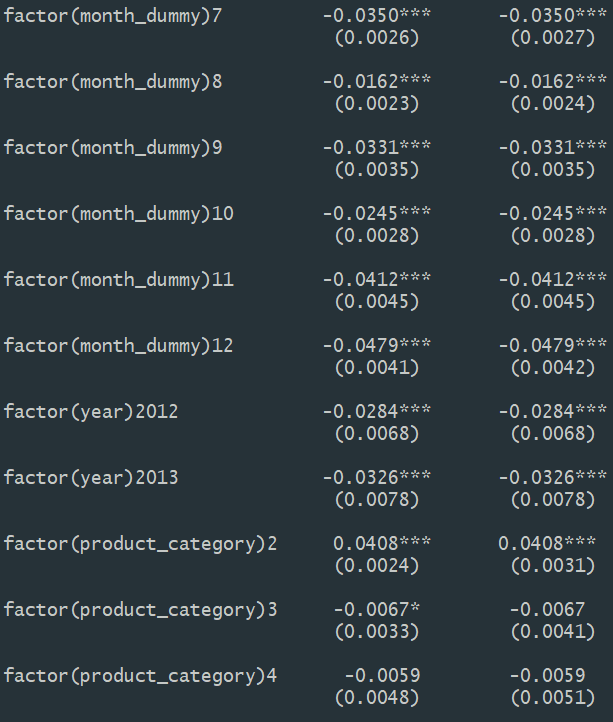 factor(month_dummy)7 -0.0350*** -0.0350***
(0.0026) (0.0027)
factor(month_dummy)8 -0.0162*** -0.0162***
(0.0023) (0.0024)
factor(month_dummy)9 -0.0331*** -0.0331***
(0.0035) (0.0035)
factor(month_dummy)10 -0.0245*** -0.0245***
(0.0028) (0.0028)
factor(month_dummy)11 -0.0412*** -0.0412***
(0.0045) (0.0045)
factor(month_dummy)12 -0.0479*** -0.0479***
(0.0041) (0.0042)
factor(year)2012 -0.0284*** -0.0284***
(0.0068) (0.0068)
factor(year)2013 -0.0326*** -0.0326***
(0.0078) (0.0078)
factor(product_category)2 0.0408*** 0.0408***
(0.0024) (0.0031)
factor(product_category)3 -0.0067* -0.0067
(0.0033) (0.0041)
factor(product_category)4 -0.0059 -0.0059
(0.0048) (0.0051)